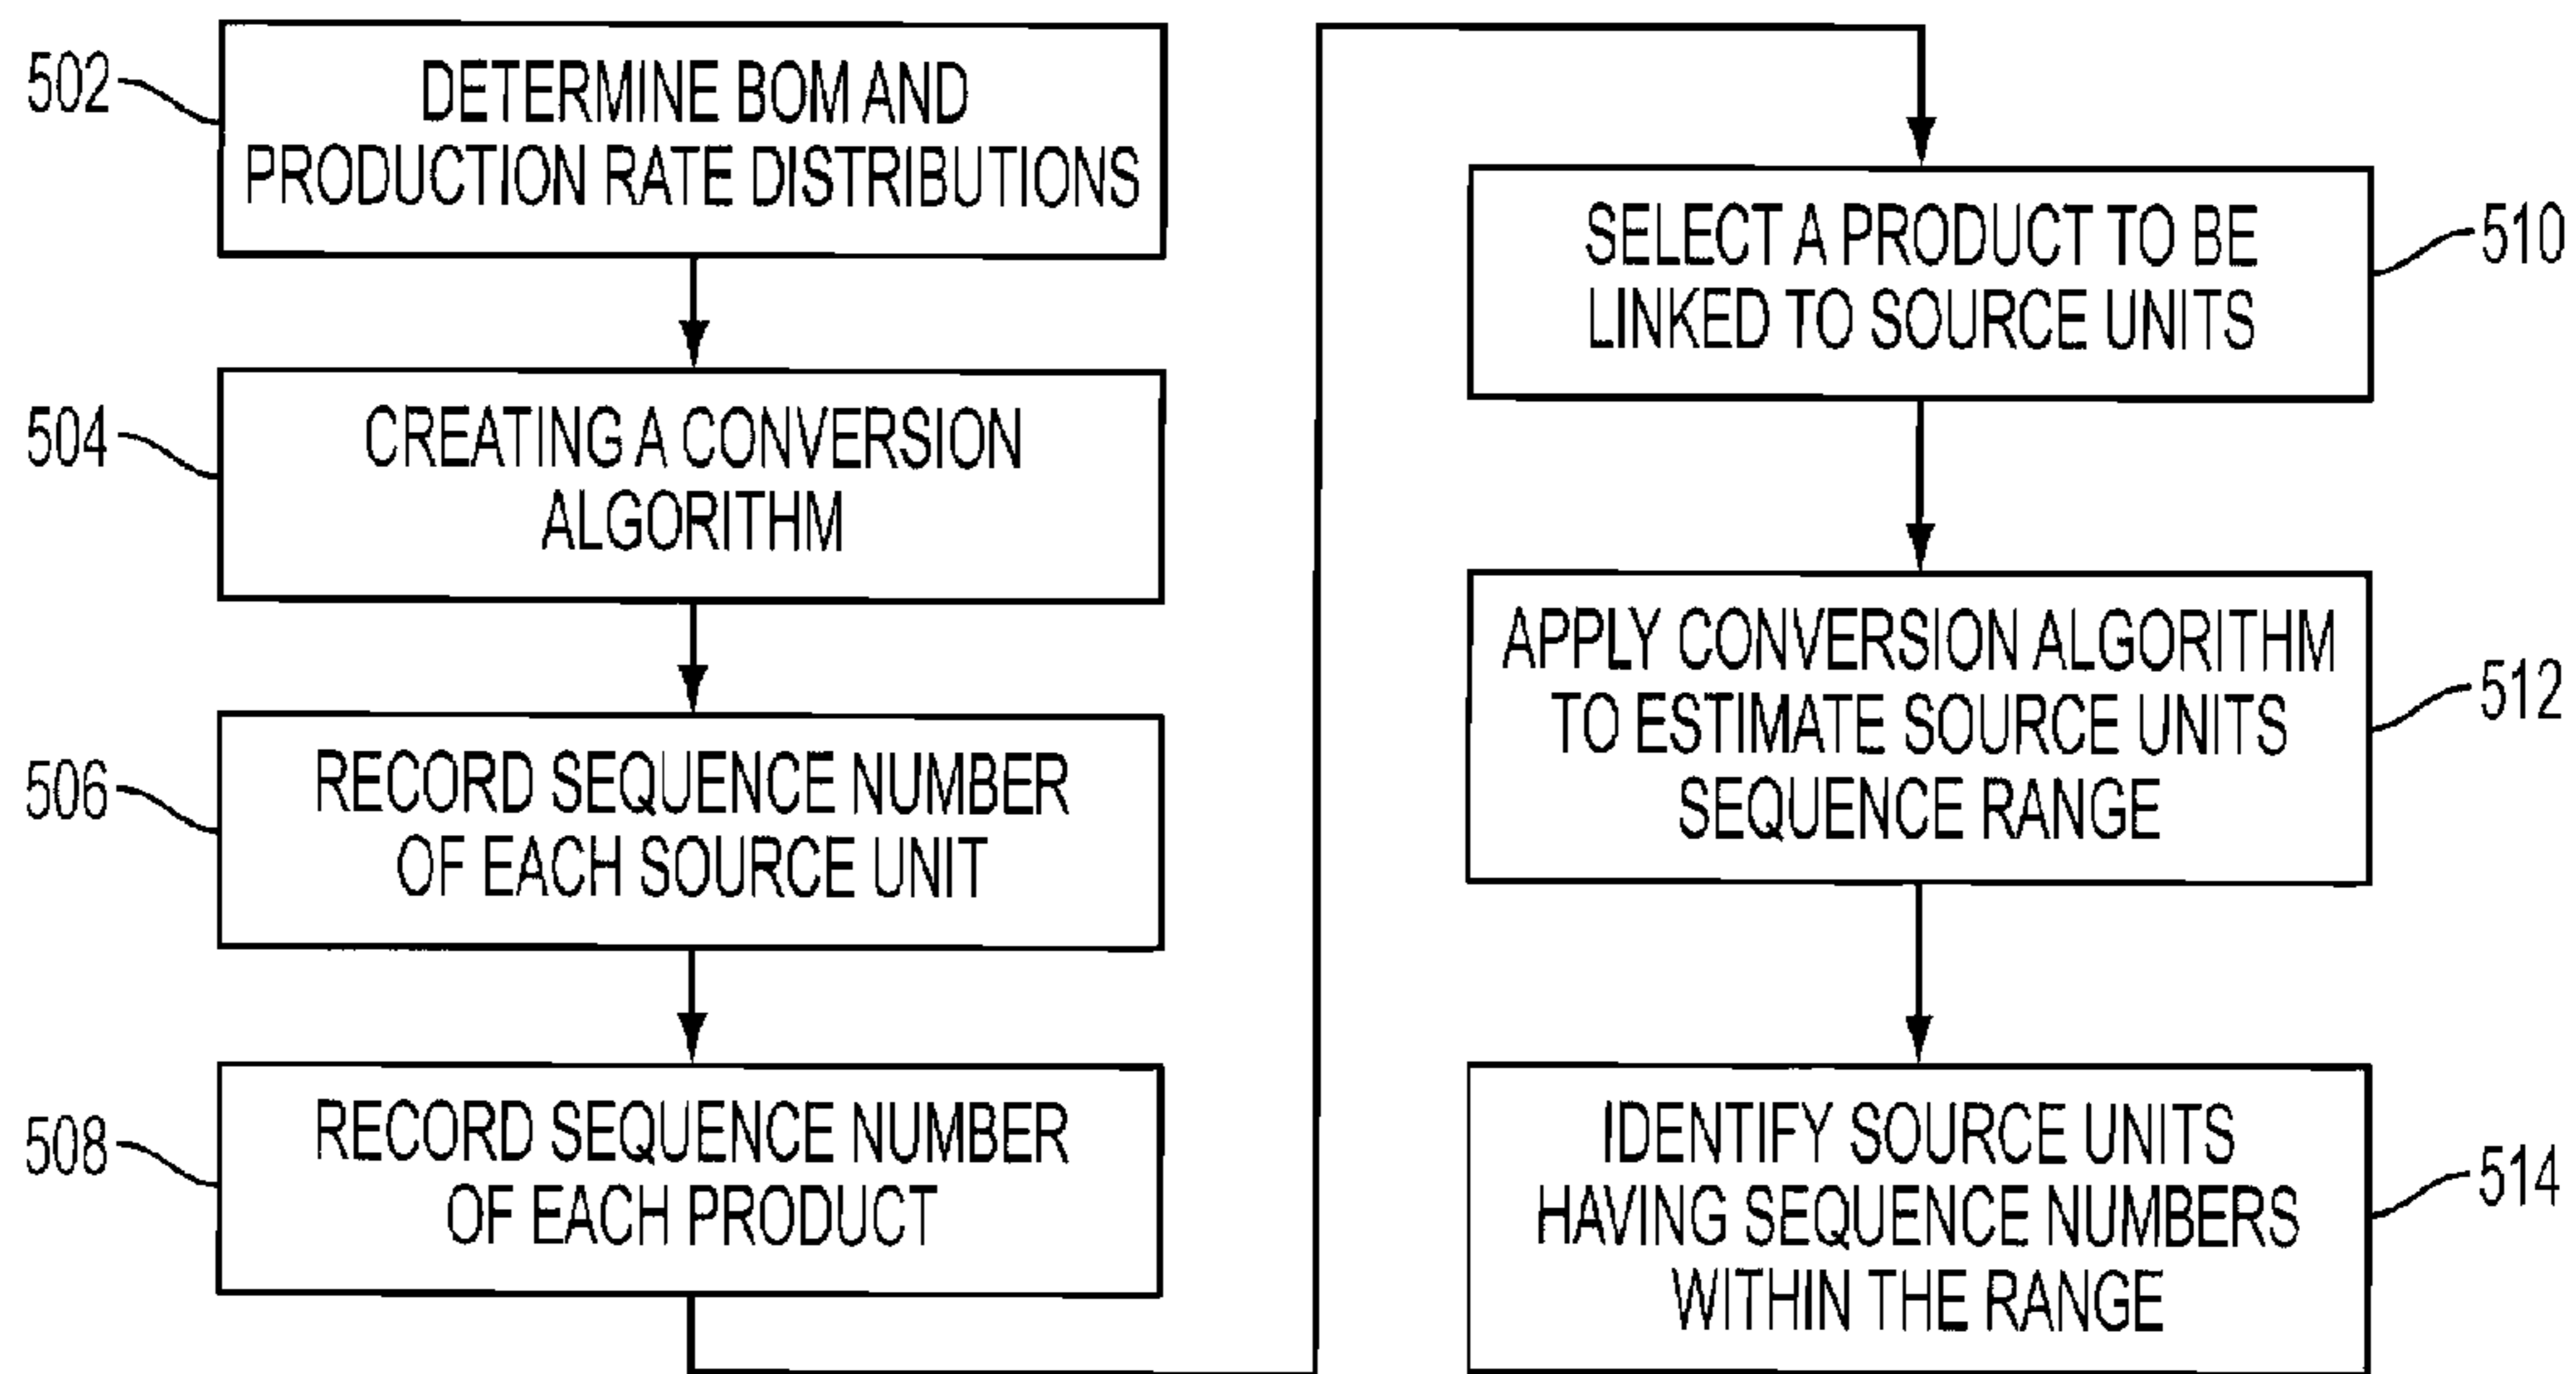 502
DETERMINE BOM AND
PRODUCTION RATE DISTRIBUTIONS
504
CREATING A CONVERSION
ALGORITHM
506
RECORD SEQUENCE NUMBER
OF EACH SOURCE UNIT
508
RECORD SEQUENCE NUMBER
OF EACH PRODUCT
SELECT A PRODUCT TO BE
LINKED TO SOURCE UNITS
510
APPLY CONVERSION ALGORITHM
TO ESTIMATE SOURCE UNITS
SEQUENCE RANGE
512
IDENTIFY SOURCE UNITS
HAVING SEQUENCE NUMBERS
WITHIN THE RANGE
514